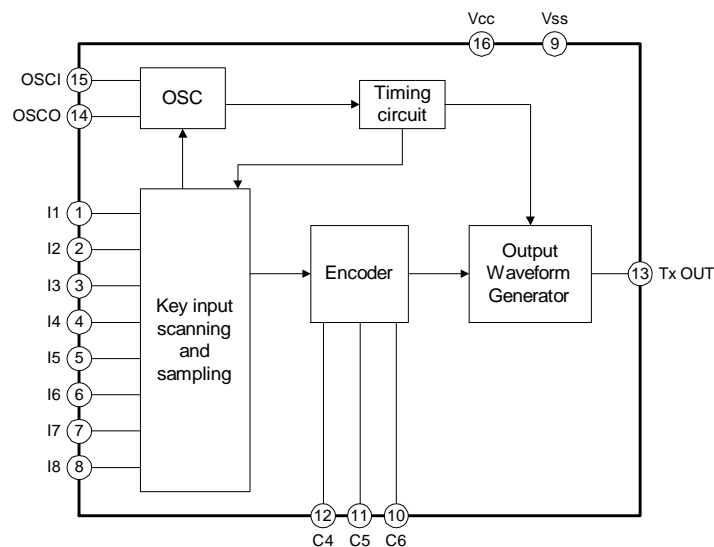 Vcc
Vss
16
9
OSCI
15
OSCO
14
OSC
Timing
circuit
I1
1
I2
2
I3
3
I4
4
I5
5
I6
6
I7
7
I8
8
Key input
scanning
and
sampling
Encoder
Output
Waveform
Generator
13
Tx OUT
12
11
10
C4
C5
C6